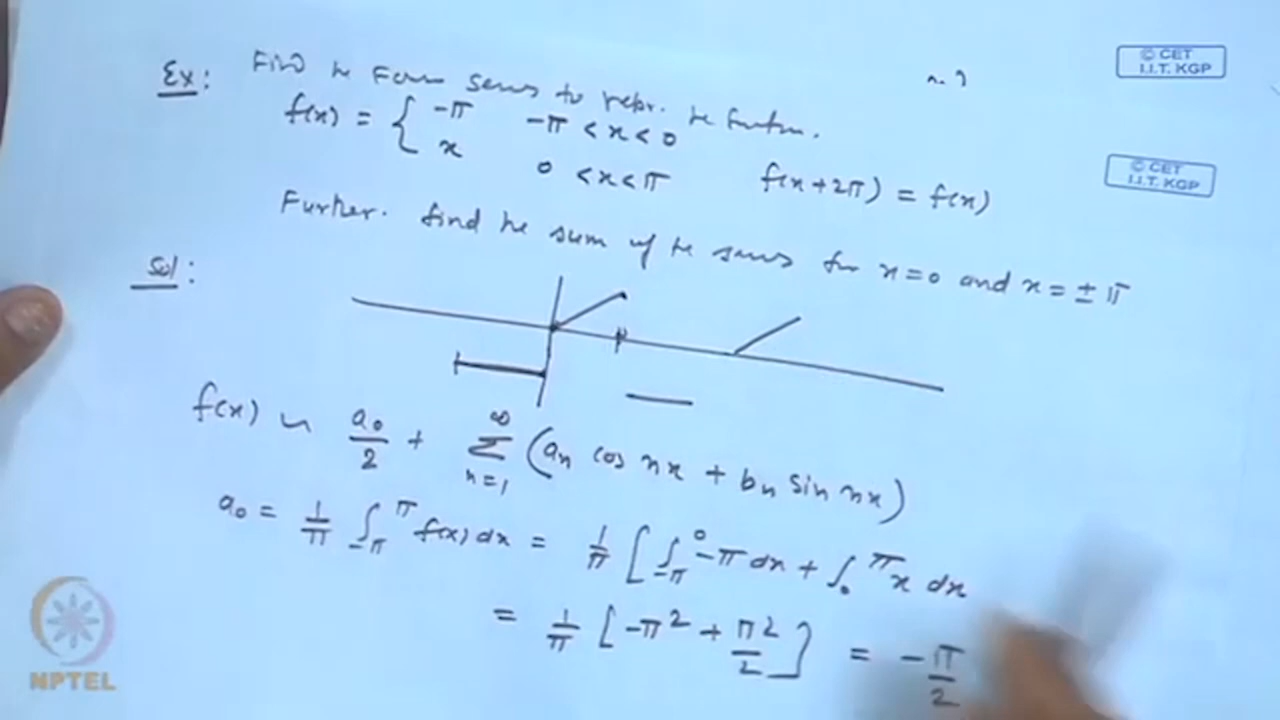 Ex: Find the Fourier series to repr. the function.
f(x) = { -π   -π < x < 0
x   0 < x < π   f(x+2π) = f(x)
Further. find the sum of the series for x=0 and x = ± π
Sol:
f(x) ~ a₀/2 + ∑_{n=1}^{∞} (aₙ cos nx + bₙ sin nx)
a₀ = 1/π ∫_{-π}^{π} f(x) dx = 1/π [ ∫_{-π}^{0} -π dx + ∫_{0}^{π} x dx
= 1/π [ -π² + π²/2 ] = -π/2
© CET
I.I.T. KGP
© CET
I.I.T. KGP
NPTEL